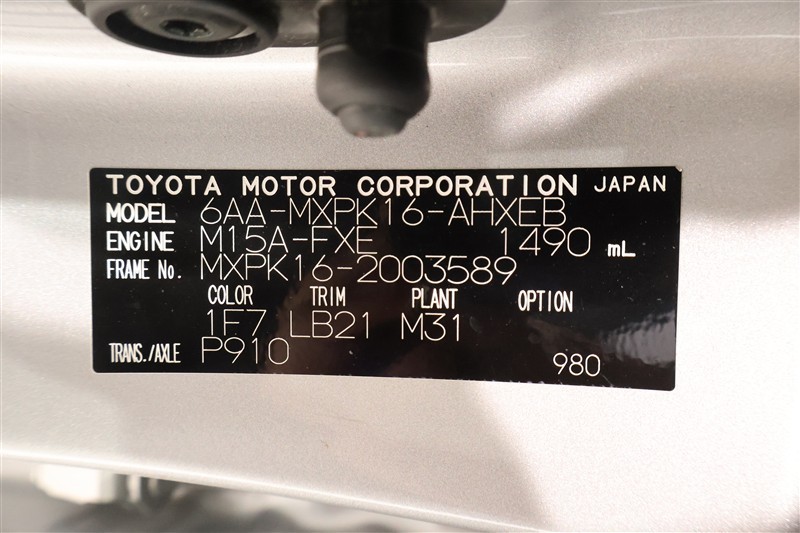 TOYOTA MOTOR CORPORATION JAPAN
MODEL 6AA-MXPK16-AHXEB
ENGINE M15A-FXE 1490 mL
FRAME No. MXPK16-2003589
COLOR TRIM PLANT OPTION
1F7 LB21 M31
TRANS./AXLE P910
980